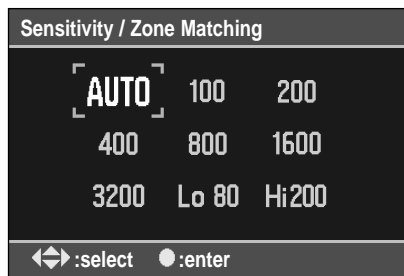 Sensitivity / Zone Matching
AUTO 100 200
400 800 1600
3200 Lo 80 Hi200
:select :enter